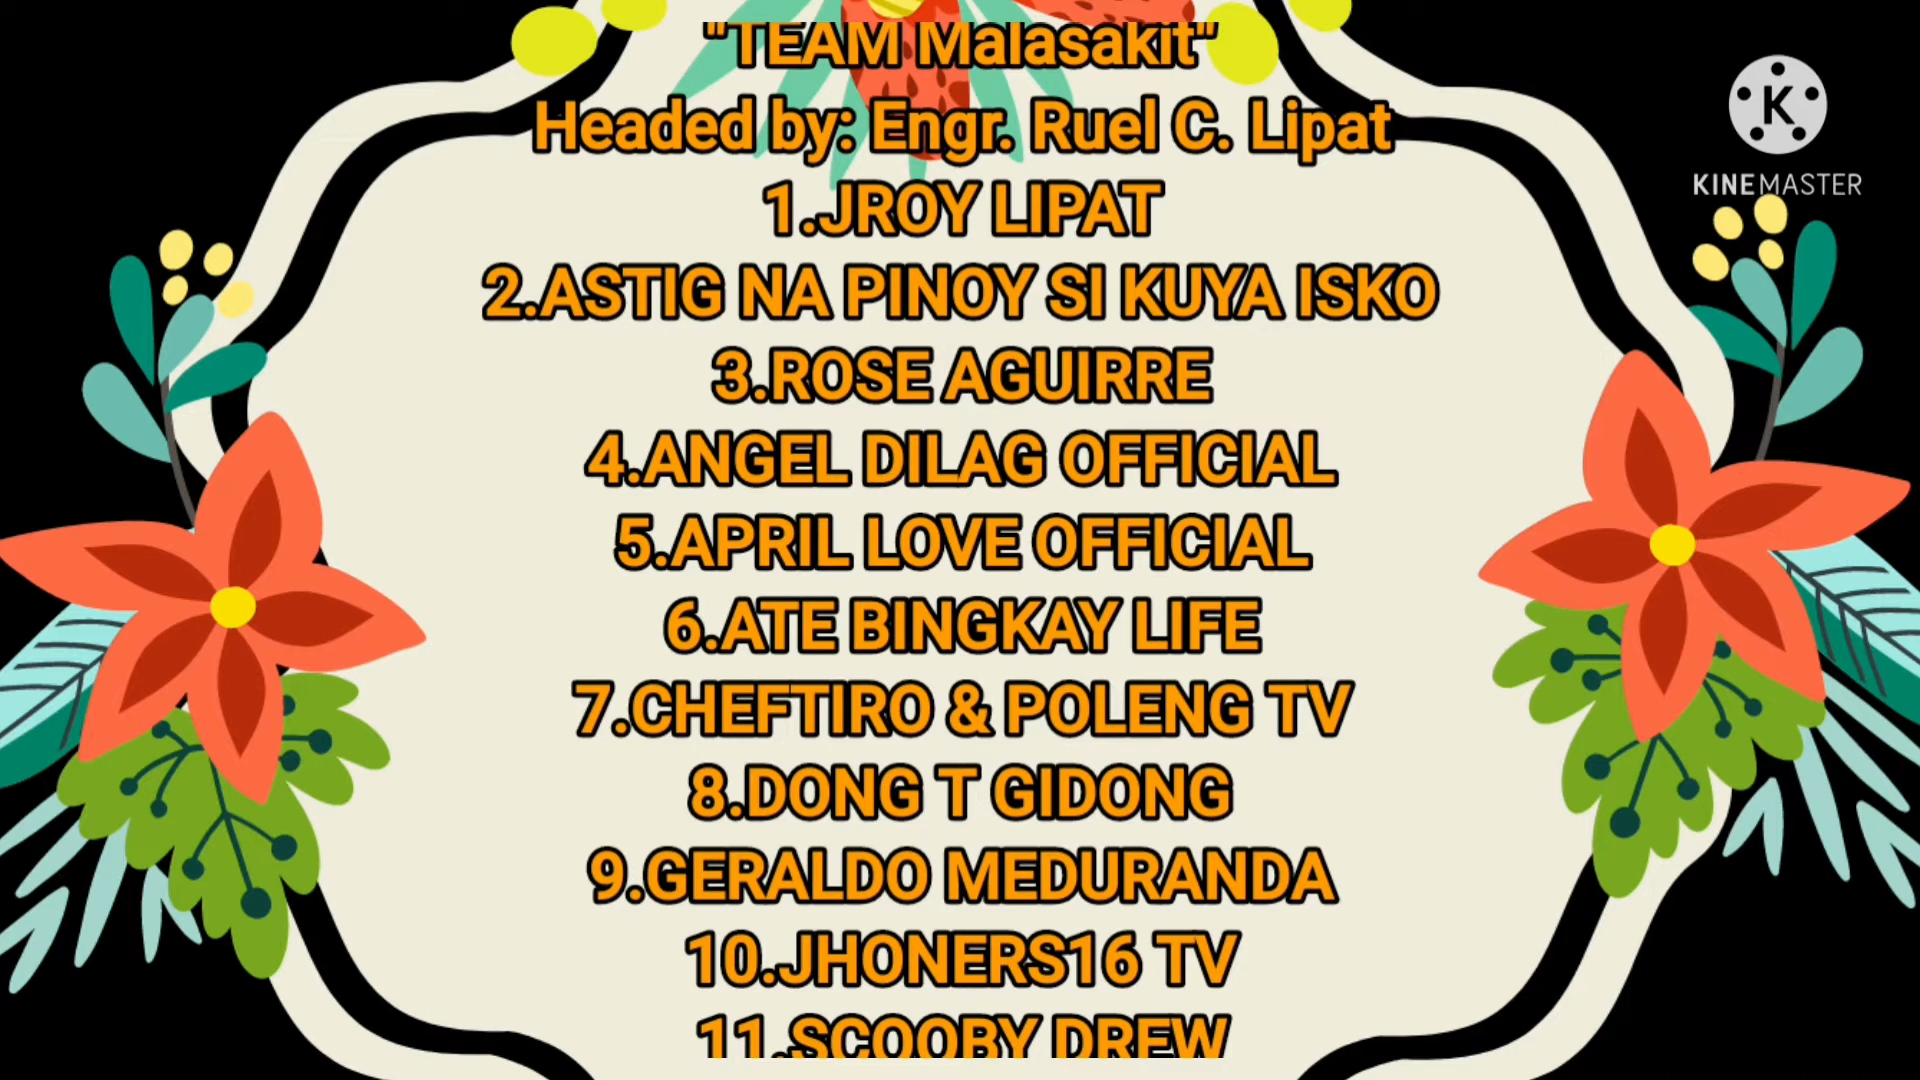 "TEAM Malasakit"
Headed by: Engr. Ruel C. Lipat
1.JROY LIPAT
2.ASTIG NA PINOY SI KUYA ISKO
3.ROSE AGUIRRE
4.ANGEL DILAG OFFICIAL
5.APRIL LOVE OFFICIAL
6.ATE BINGKAY LIFE
7.CHEFTIRO & POLENG TV
8.DONG T GIDONG
9.GERALDO MEDURANDA
10.JHONERS16 TV
11.SCOOBY DREW
K
KINEMASTER